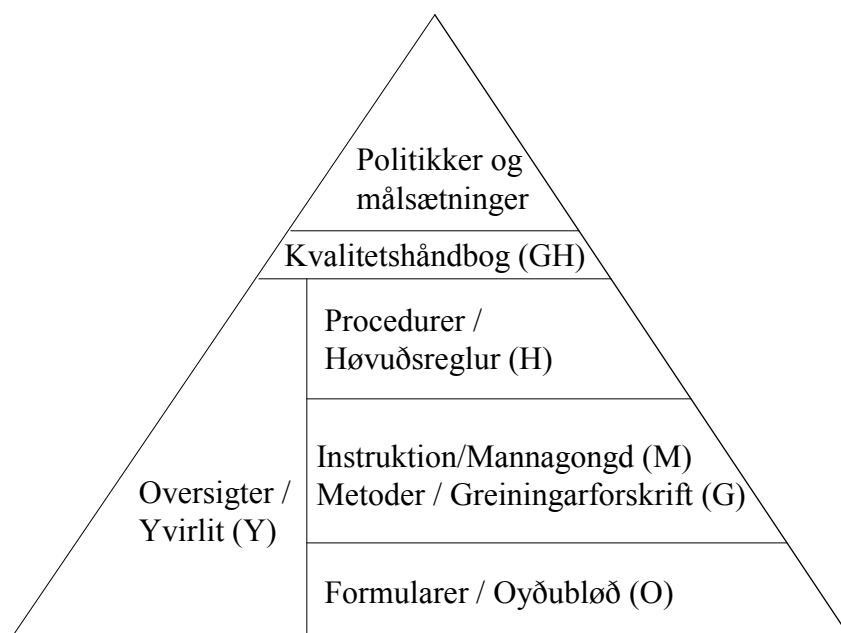 Politikker og
målsætninger
Kvalitetshåndbog (GH)
Procedurer /
Høvuðsreglur (H)
Instruktion/Mannagongd (M)
Metoder / Greiningarforskrift (G)
Oversigter /
Yvirlit (Y)
Formularer / Oyðubløð (O)